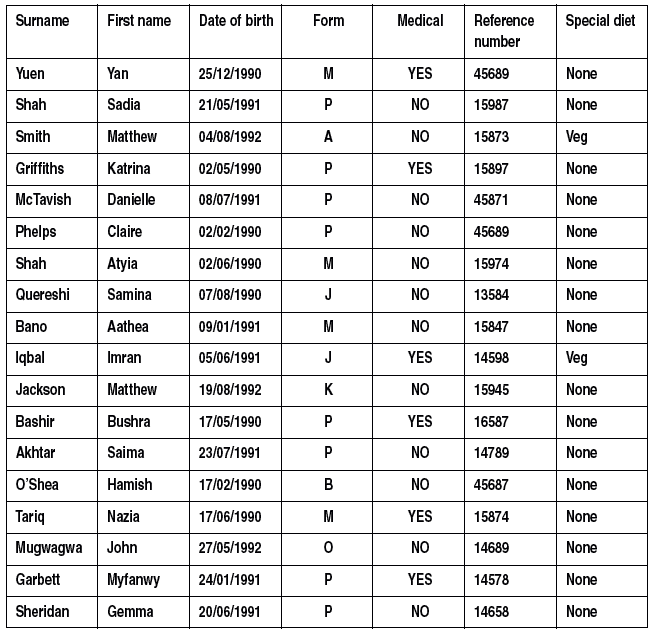 Surname First name Date of birth Form Medical Reference number Special diet
Yuen Yan 25/12/1990 M YES 45689 None
Shah Sadia 21/05/1991 P NO 15987 None
Smith Matthew 04/08/1992 A NO 15873 Veg
Griffiths Katrina 02/05/1990 P YES 15897 None
McTavish Danielle 08/07/1991 P NO 45871 None
Phelps Claire 02/02/1990 P NO 45689 None
Shah Atyia 02/06/1990 M NO 15974 None
Quereshi Samina 07/08/1990 J NO 13584 None
Bano Aathea 09/01/1991 M NO 15847 None
Iqbal Imran 05/06/1991 J YES 14598 Veg
Jackson Matthew 19/08/1992 K NO 15945 None
Bashir Bushra 17/05/1990 P YES 16587 None
Akhtar Saima 23/07/1991 P NO 14789 None
O'Shea Hamish 17/02/1990 B NO 45687 None
Tariq Nazia 17/06/1990 M YES 15874 None
Mugwagwa John 27/05/1992 O NO 14689 None
Garbett Myfanwy 24/01/1991 P YES 14578 None
Sheridan Gemma 20/06/1991 P NO 14658 None